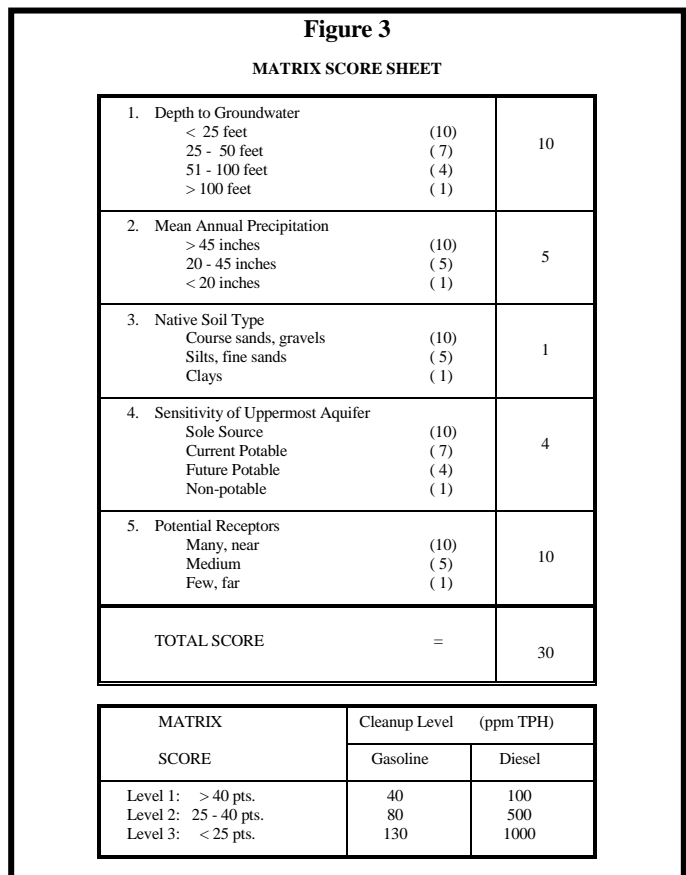 Figure 3
MATRIX SCORE SHEET
1. Depth to Groundwater
< 25 feet (10)
25 - 50 feet ( 7)
51 - 100 feet ( 4)
> 100 feet ( 1)
10
2. Mean Annual Precipitation
> 45 inches (10)
20 - 45 inches ( 5)
< 20 inches ( 1)
5
3. Native Soil Type
Course sands, gravels (10)
Silts, fine sands ( 5)
Clays ( 1)
1
4. Sensitivity of Uppermost Aquifer
Sole Source (10)
Current Potable ( 7)
Future Potable ( 4)
Non-potable ( 1)
4
5. Potential Receptors
Many, near (10)
Medium ( 5)
Few, far ( 1)
10
TOTAL SCORE = 30
MATRIX SCORE
Cleanup Level (ppm TPH)
Gasoline Diesel
Level 1: > 40 pts. 40 100
Level 2: 25 - 40 pts. 80 500
Level 3: < 25 pts. 130 1000